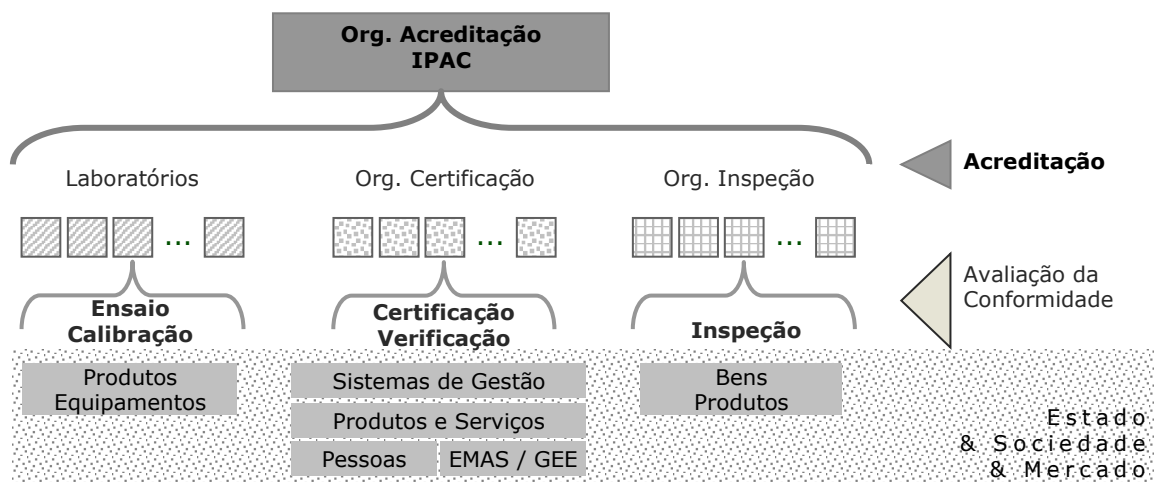 Org. Acreditação
IPAC
Acreditação
Laboratórios
Org. Certificação
Org. Inspeção
...
...
...
Avaliação da
Conformidade
Ensaio
Calibração
Certificação
Verificação
Inspeção
Produtos
Equipamentos
Sistemas de Gestão
Produtos e Serviços
Pessoas
EMAS / GEE
Bens
Produtos
Estado
& Sociedade
& Mercado